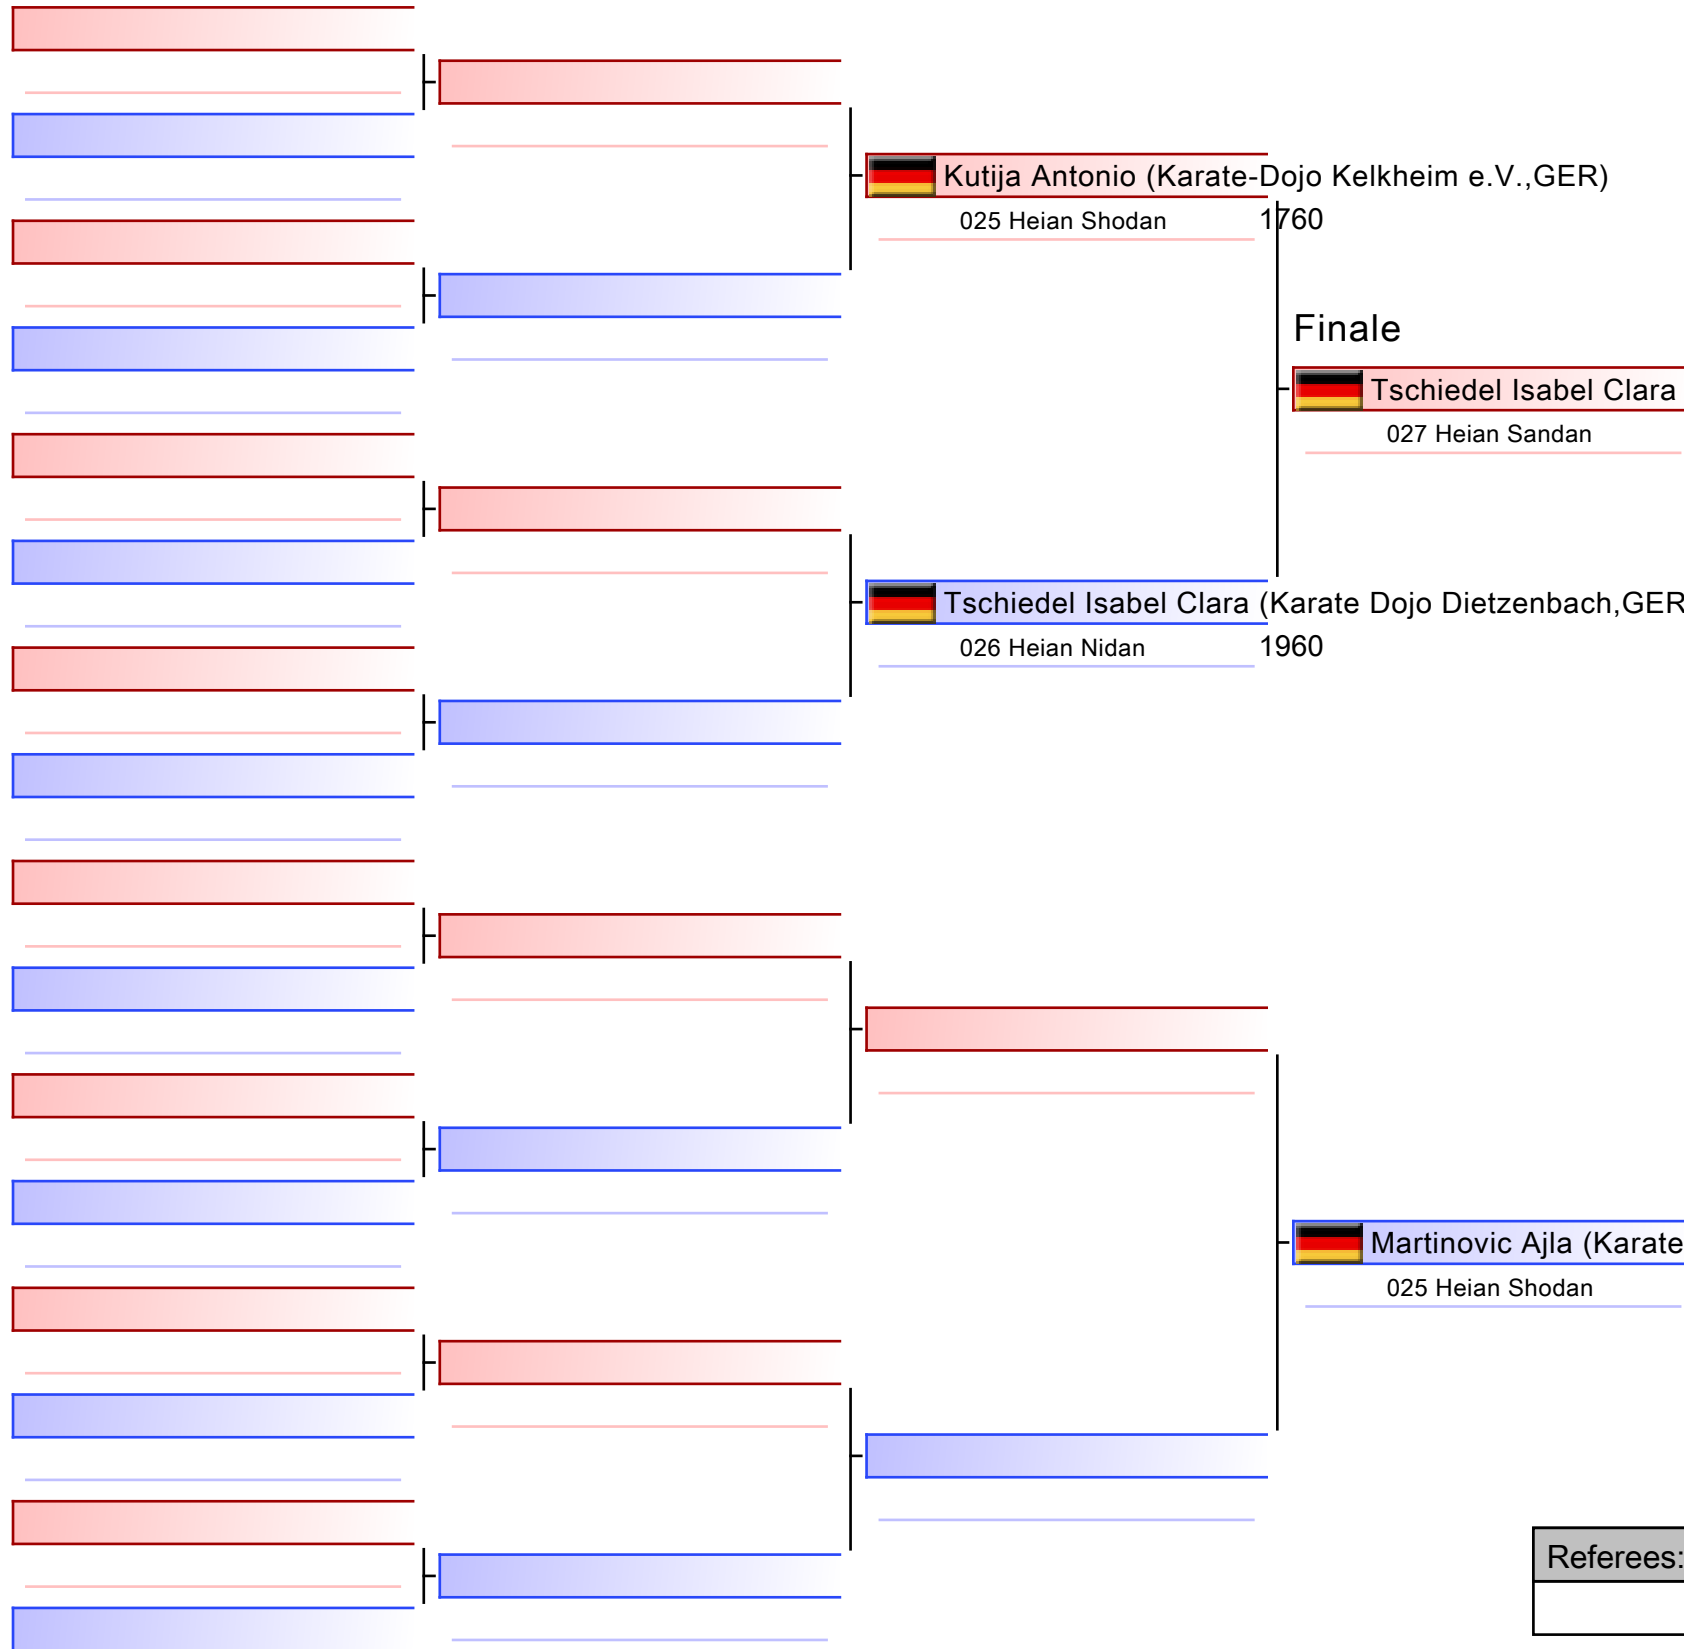 Kutija Antonio (Karate-Dojo Kelkheim e.V.,GER)
025 Heian Shodan 1760
Finale
Tschiedel Isabel Clara
027 Heian Sandan
Tschiedel Isabel Clara (Karate Dojo Dietzenbach,GER
026 Heian Nidan 1960
Martinovic Ajla (Karate
025 Heian Shodan
Referees: